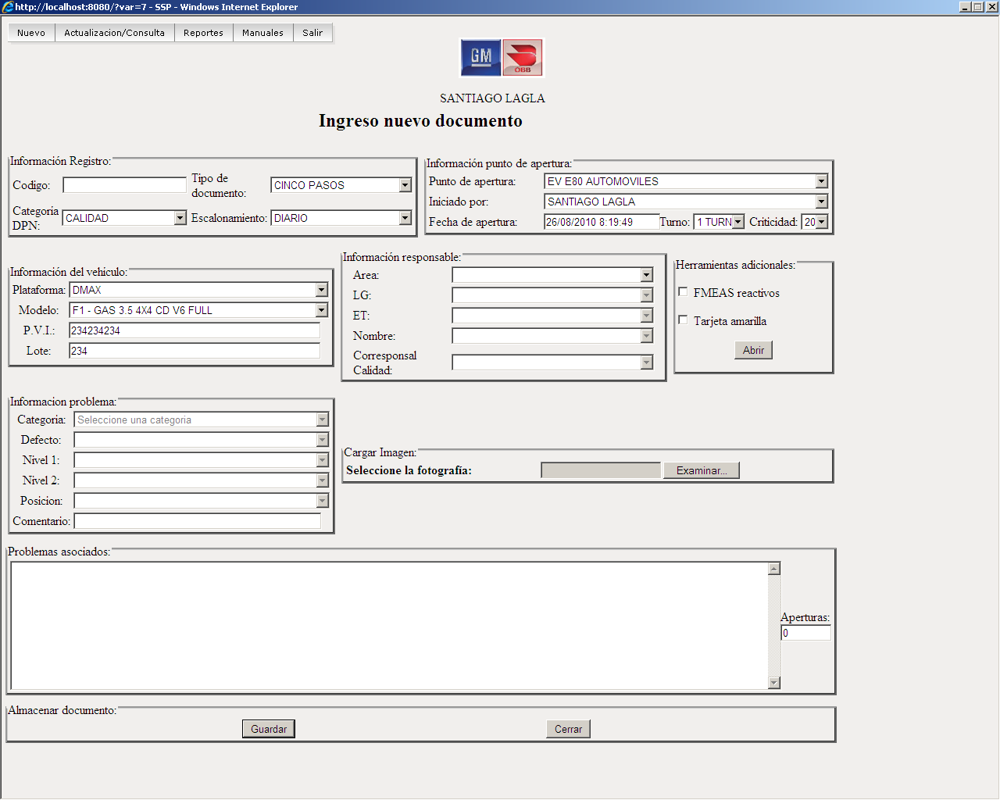 http://localhost:8080/?var=7 - SSP - Windows Internet Explorer
Nuevo Actualizacion/Consulta Reportes Manuales Salir
GM OBB
SANTIAGO LAGLA
Ingreso nuevo documento
Información Registro:
Codigo:
Tipo de documento: CINCO PASOS
Categoria DPN: CALIDAD
Escalonamiento: DIARIO
Información punto de apertura:
Punto de apertura: EV E80 AUTOMOVILES
Iniciado por: SANTIAGO LAGLA
Fecha de apertura: 26/08/2010 8:19:49 Turno: 1 TURN Criticidad: 20
Información del vehiculo:
Plataforma: DMAX
Modelo: F1 - GAS 3.5 4X4 CD V6 FULL
P.V.I.: 234234234
Lote: 234
Información responsable:
Area:
LG:
ET:
Nombre:
Corresponsal
Calidad:
Herramientas adicionales:
FMEAS reactivos
Tarjeta amarilla
Abrir
Informacion problema:
Categoria: Seleccione una categoria
Defecto:
Nivel 1:
Nivel 2:
Posicion:
Comentario:
Cargar Imagen:
Seleccione la fotografía: Examinar...
Problemas asociados:
Aperturas:
0
Almacenar documento:
Guardar Cerrar